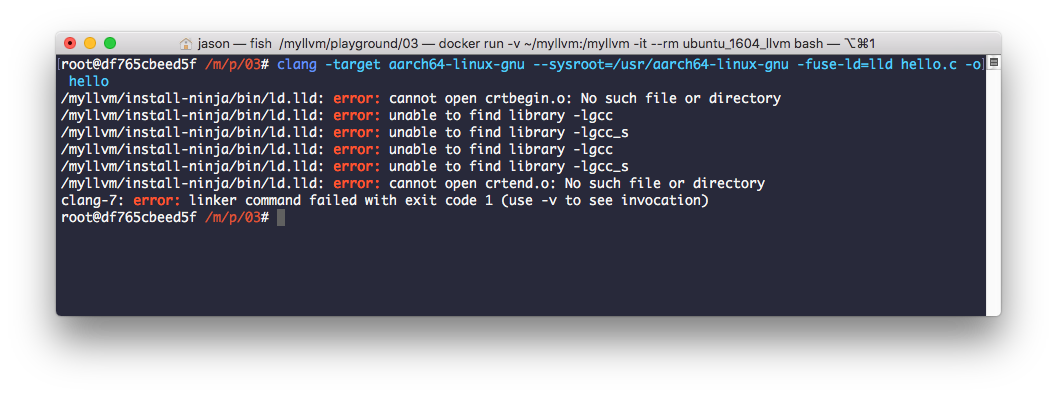 jason — fish /myllvm/playground/03 — docker run -v ~/myllvm:/myllvm -it --rm ubuntu_1604_llvm bash — ⌥⌘1
[root@df765cbeed5f /m/p/03# clang -target aarch64-linux-gnu --sysroot=/usr/aarch64-linux-gnu -fuse-ld=lld hello.c -o]
hello
/myllvm/install-ninja/bin/ld.lld: error: cannot open crtbegin.o: No such file or directory
/myllvm/install-ninja/bin/ld.lld: error: unable to find library -lgcc
/myllvm/install-ninja/bin/ld.lld: error: unable to find library -lgcc_s
/myllvm/install-ninja/bin/ld.lld: error: unable to find library -lgcc
/myllvm/install-ninja/bin/ld.lld: error: unable to find library -lgcc_s
/myllvm/install-ninja/bin/ld.lld: error: cannot open crtend.o: No such file or directory
clang-7: error: linker command failed with exit code 1 (use -v to see invocation)
root@df765cbeed5f /m/p/03#